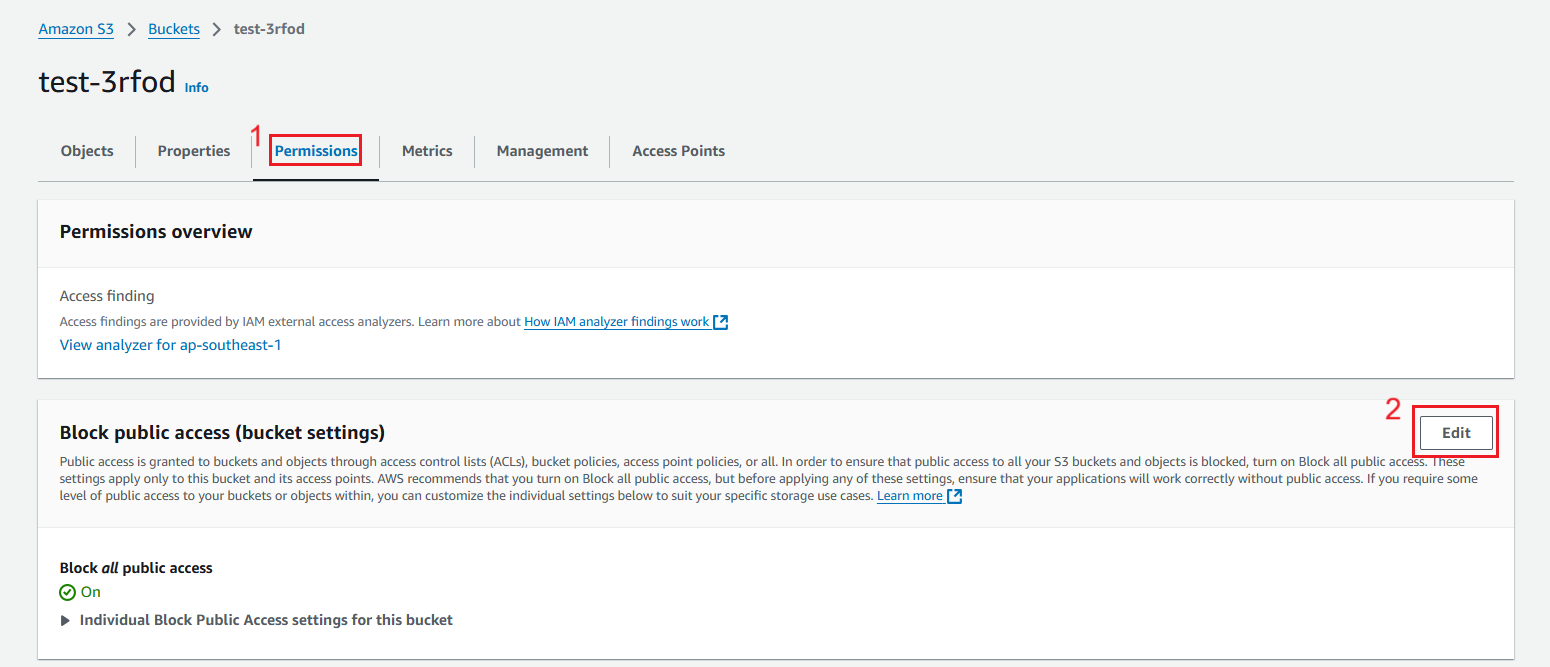 Amazon S3 > Buckets > test-3rfod
test-3rfod Info
1
Objects Properties Permissions Metrics Management Access Points
Permissions overview
Access finding
Access findings are provided by IAM external access analyzers. Learn more about How IAM analyzer findings work
View analyzer for ap-southeast-1
2
Block public access (bucket settings) Edit
Public access is granted to buckets and objects through access control lists (ACLs), bucket policies, access point policies, or all. In order to ensure that public access to all your S3 buckets and objects is blocked, turn on Block all public access. These
settings apply only to this bucket and its access points. AWS recommends that you turn on Block all public access, but before applying any of these settings, ensure that your applications will work correctly without public access. If you require some
level of public access to your buckets or objects within, you can customize the individual settings below to suit your specific storage use cases. Learn more
Block all public access
On
Individual Block Public Access settings for this bucket